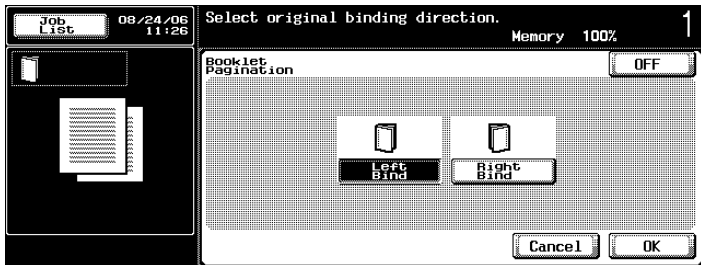 Job
List
08/24/06
11:26
Select original binding direction.
Memory 100%
1
Booklet
Pagination
OFF
Left
Bind
Right
Bind
Cancel
OK